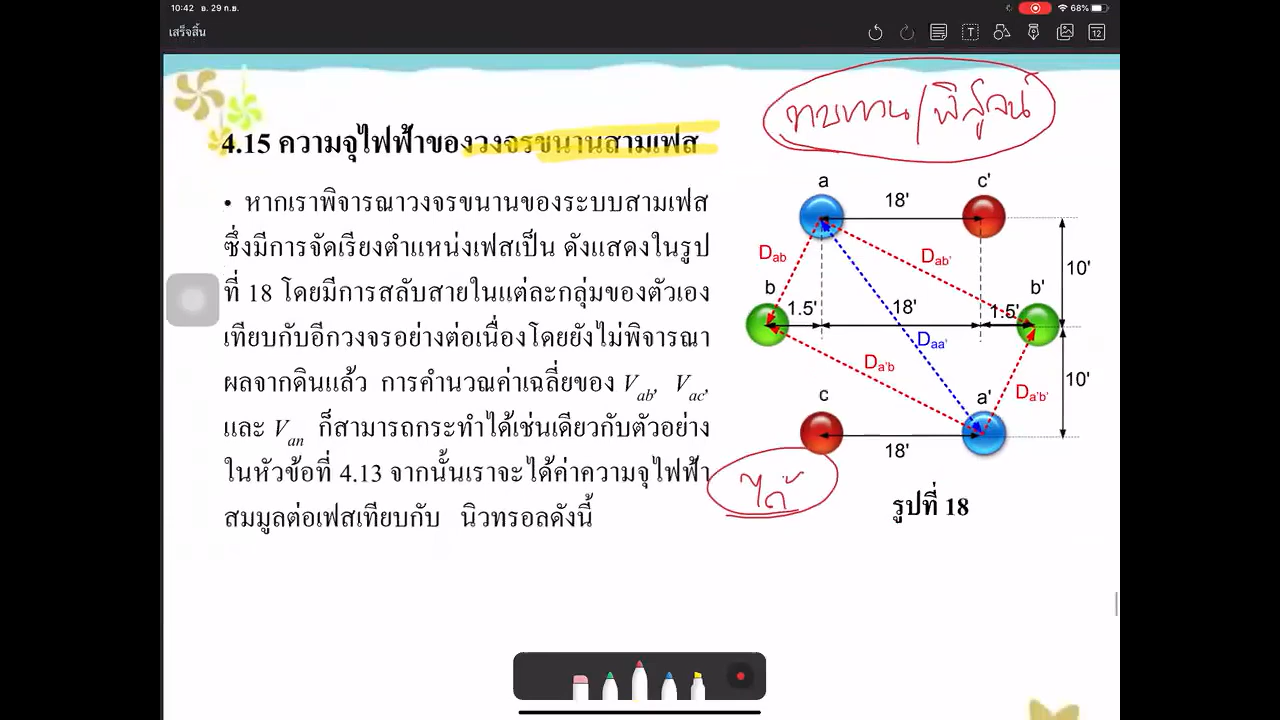 10:42 อ. 29 ก.ย.
68%
เสร็จสิ้น
T
12
ทบทวน/พิสูจน์
4.15 ความจุไฟฟ้าของวงจรขนานสามเฟส
• หากเราพิจารณาวงจรขนานของระบบสามเฟส
ซึ่งมีการจัดเรียงตำแหน่งเฟสเป็น ดังแสดงในรูป
ที่ 18 โดยมีการสลับสายในแต่ละกลุ่มของตัวเอง
เทียบกับอีกวงจรอย่างต่อเนื่องโดยยังไม่พิจารณา
ผลจากดินแล้ว การคำนวณค่าเฉลี่ยของ Vab, Vac,
และ Van ก็สามารถกระทำได้เช่นเดียวกับตัวอย่าง
ในหัวข้อที่ 4.13 จากนั้นเราจะได้ค่าความจุไฟฟ้า
สมมูลต่อเฟสเทียบกับ นิวทรอลดังนี้
a c'
18'
Dab Dab' 10'
b b'
1.5' 18' 1.5'
Daa'
Da'b 10'
Da'b'
c a'
18'
ได้
รูปที่ 18